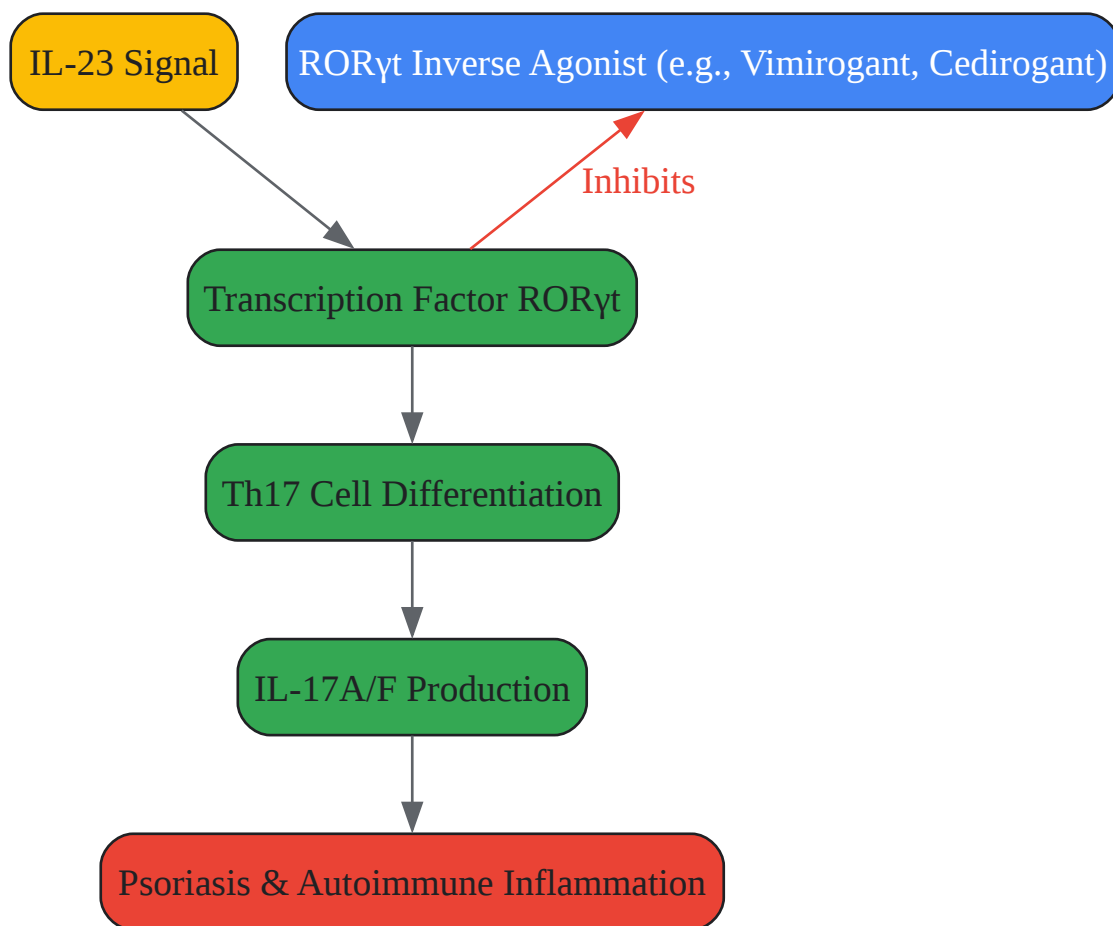 IL-23 Signal
RORγt Inverse Agonist (e.g., Vimirogant, Cedirogant)
Inhibits
Transcription Factor RORγt
Th17 Cell Differentiation
IL-17A/F Production
Psoriasis & Autoimmune Inflammation